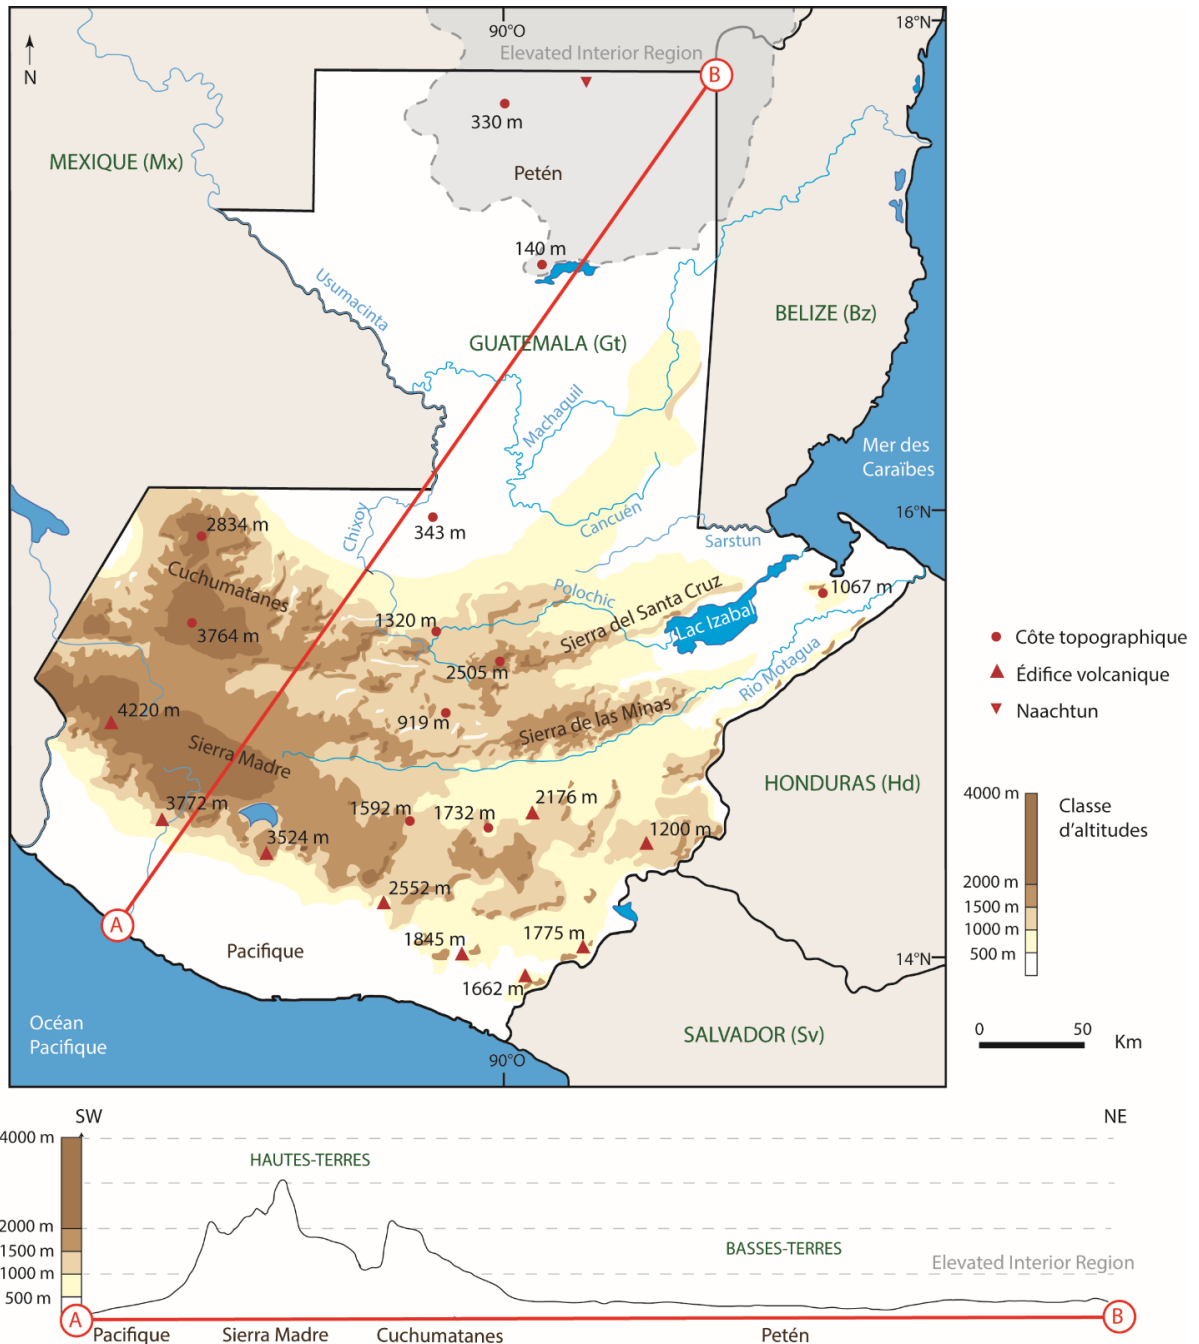 90°O
18°N
N
Elevated Interior Region
B
330 m
MEXIQUE (Mx)
Petén
140 m
Usumacinta
BELIZE (Bz)
GUATEMALA (Gt)
Machaquil
Mer des
Caraïbes
16°N
2834 m
Chixoy
343 m
Cancuén
Sarstun
Cuchumatanes
Polochic
1067 m
1320 m
Sierra del Santa Cruz
Lac Izabal
3764 m
2505 m
Rio Motagua
4220 m
919 m
Sierra de las Minas
Sierra Madre
HONDURAS (Hd)
3772 m
1592 m
1732 m
2176 m
3524 m
1200 m
2552 m
A
Pacifique
1845 m
1775 m
14°N
1662 m
Océan
Pacifique
SALVADOR (Sv)
90°O
Côte topographique
Édifice volcanique
Naachtun
4000 m
Classe
d'altitudes
2000 m
1500 m
1000 m
500 m
0
50
Km
SW
NE
4000 m
HAUTES-TERRES
2000 m
1500 m
BASSES-TERRES
Elevated Interior Region
1000 m
500 m
A
B
Pacifique
Sierra Madre
Cuchumatanes
Petén